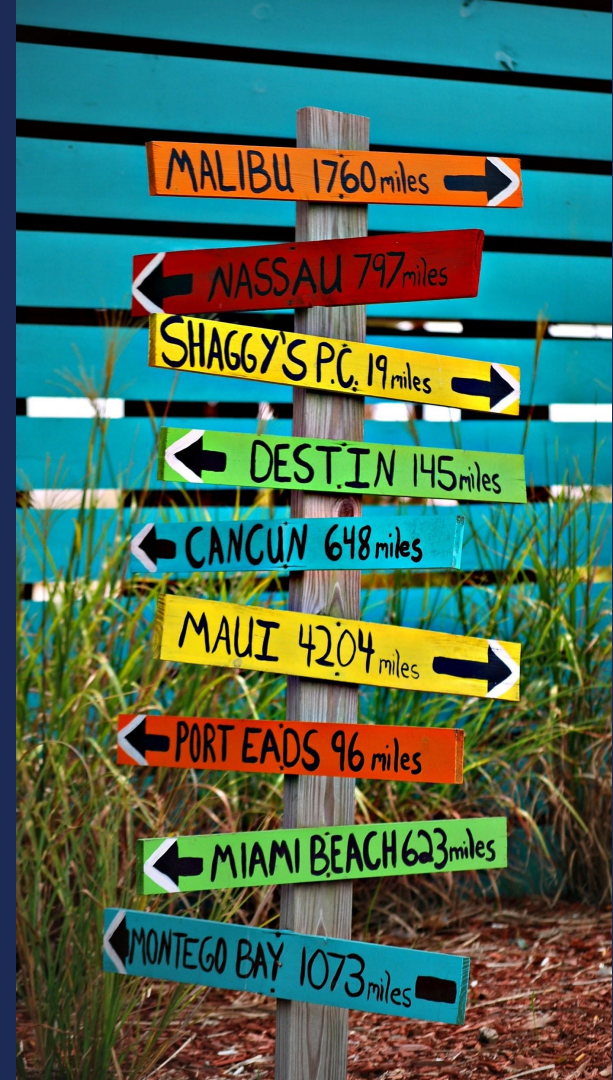 MALIBU 1760 miles
NASSAU 797 miles
SHAGGY'S P.C. 19 miles
DESTIN 145 miles
CANCUN 648 miles
MAUI 4204 miles
PORT EADS 96 miles
MIAMI BEACH 623 miles
MONTEGO BAY 1073 miles